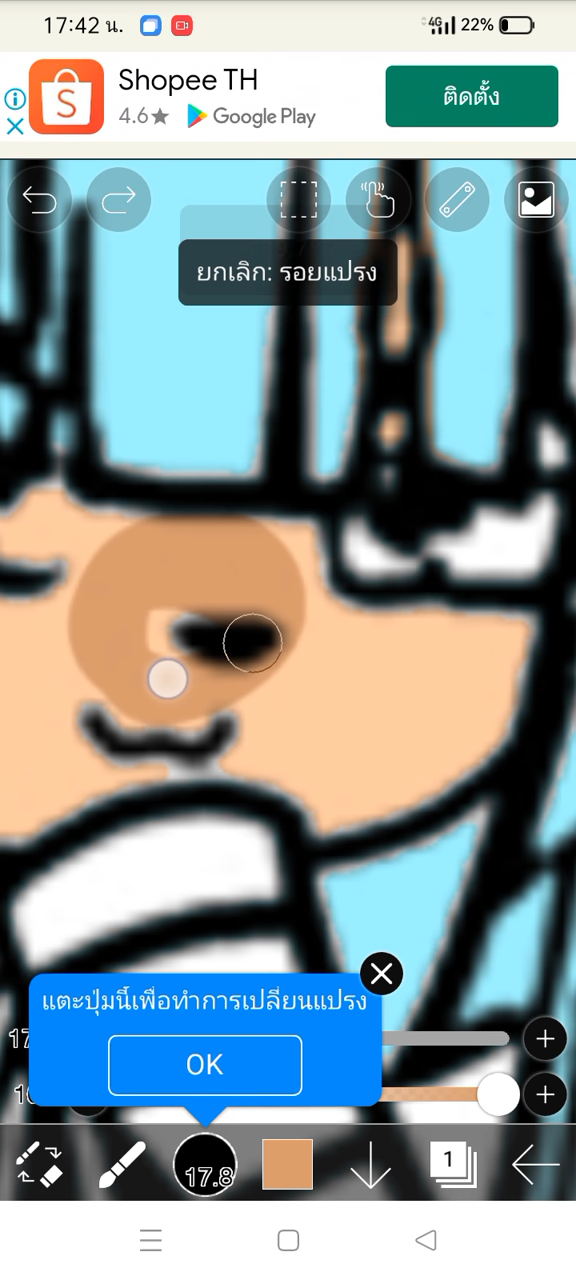 17:42 น.
4G 22%
Shopee TH
4.6★ Google Play
ติดตั้ง
ยกเลิก: รอยแปรง
แตะปุ่มนี้เพื่อทำการเปลี่ยนแปรง
OK
17.8
1